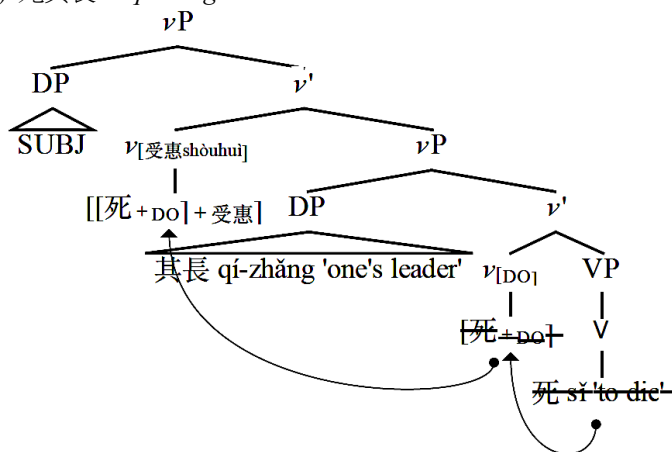 νP
DP ν'
SUBJ ν[受惠shòuhuì] νP
[[死 + DO] + 受惠] DP ν'
其長 qí-zhǎng 'one's leader' ν[DO] VP
[死 + DO] V
死 sǐ 'to die'